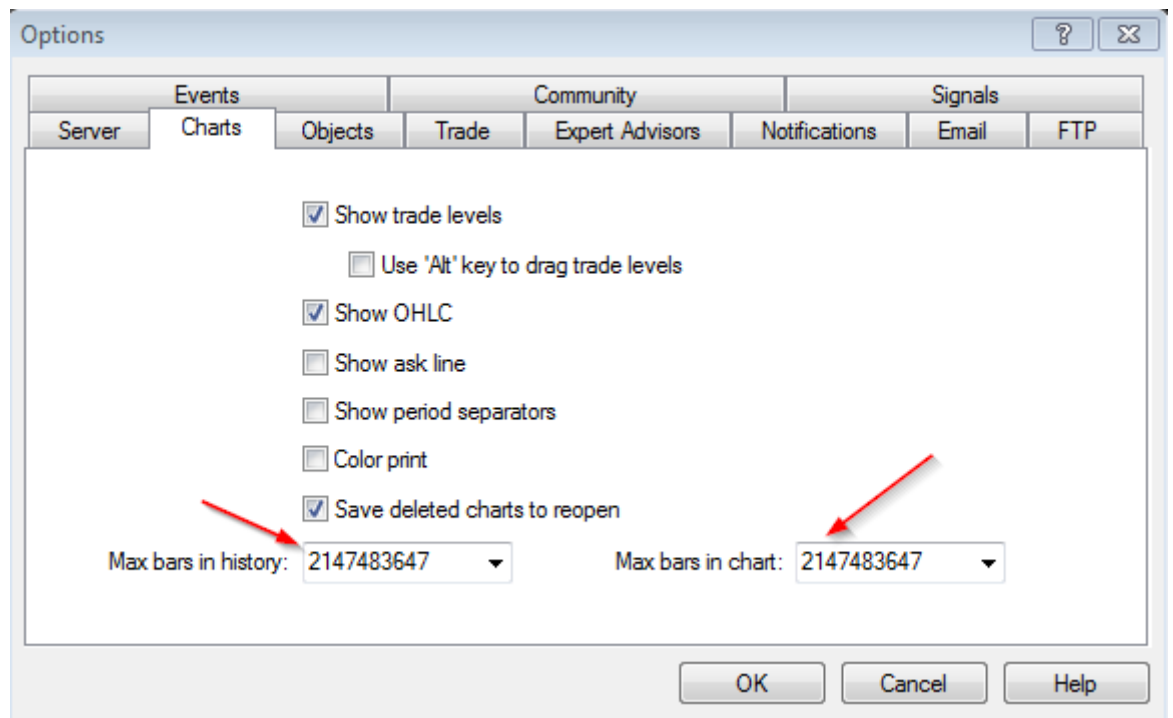 Options
Events Community Signals
Server Charts Objects Trade Expert Advisors Notifications Email FTP
Show trade levels
Use 'Alt' key to drag trade levels
Show OHLC
Show ask line
Show period separators
Color print
Save deleted charts to reopen
Max bars in history: 2147483647 Max bars in chart: 2147483647
OK Cancel Help